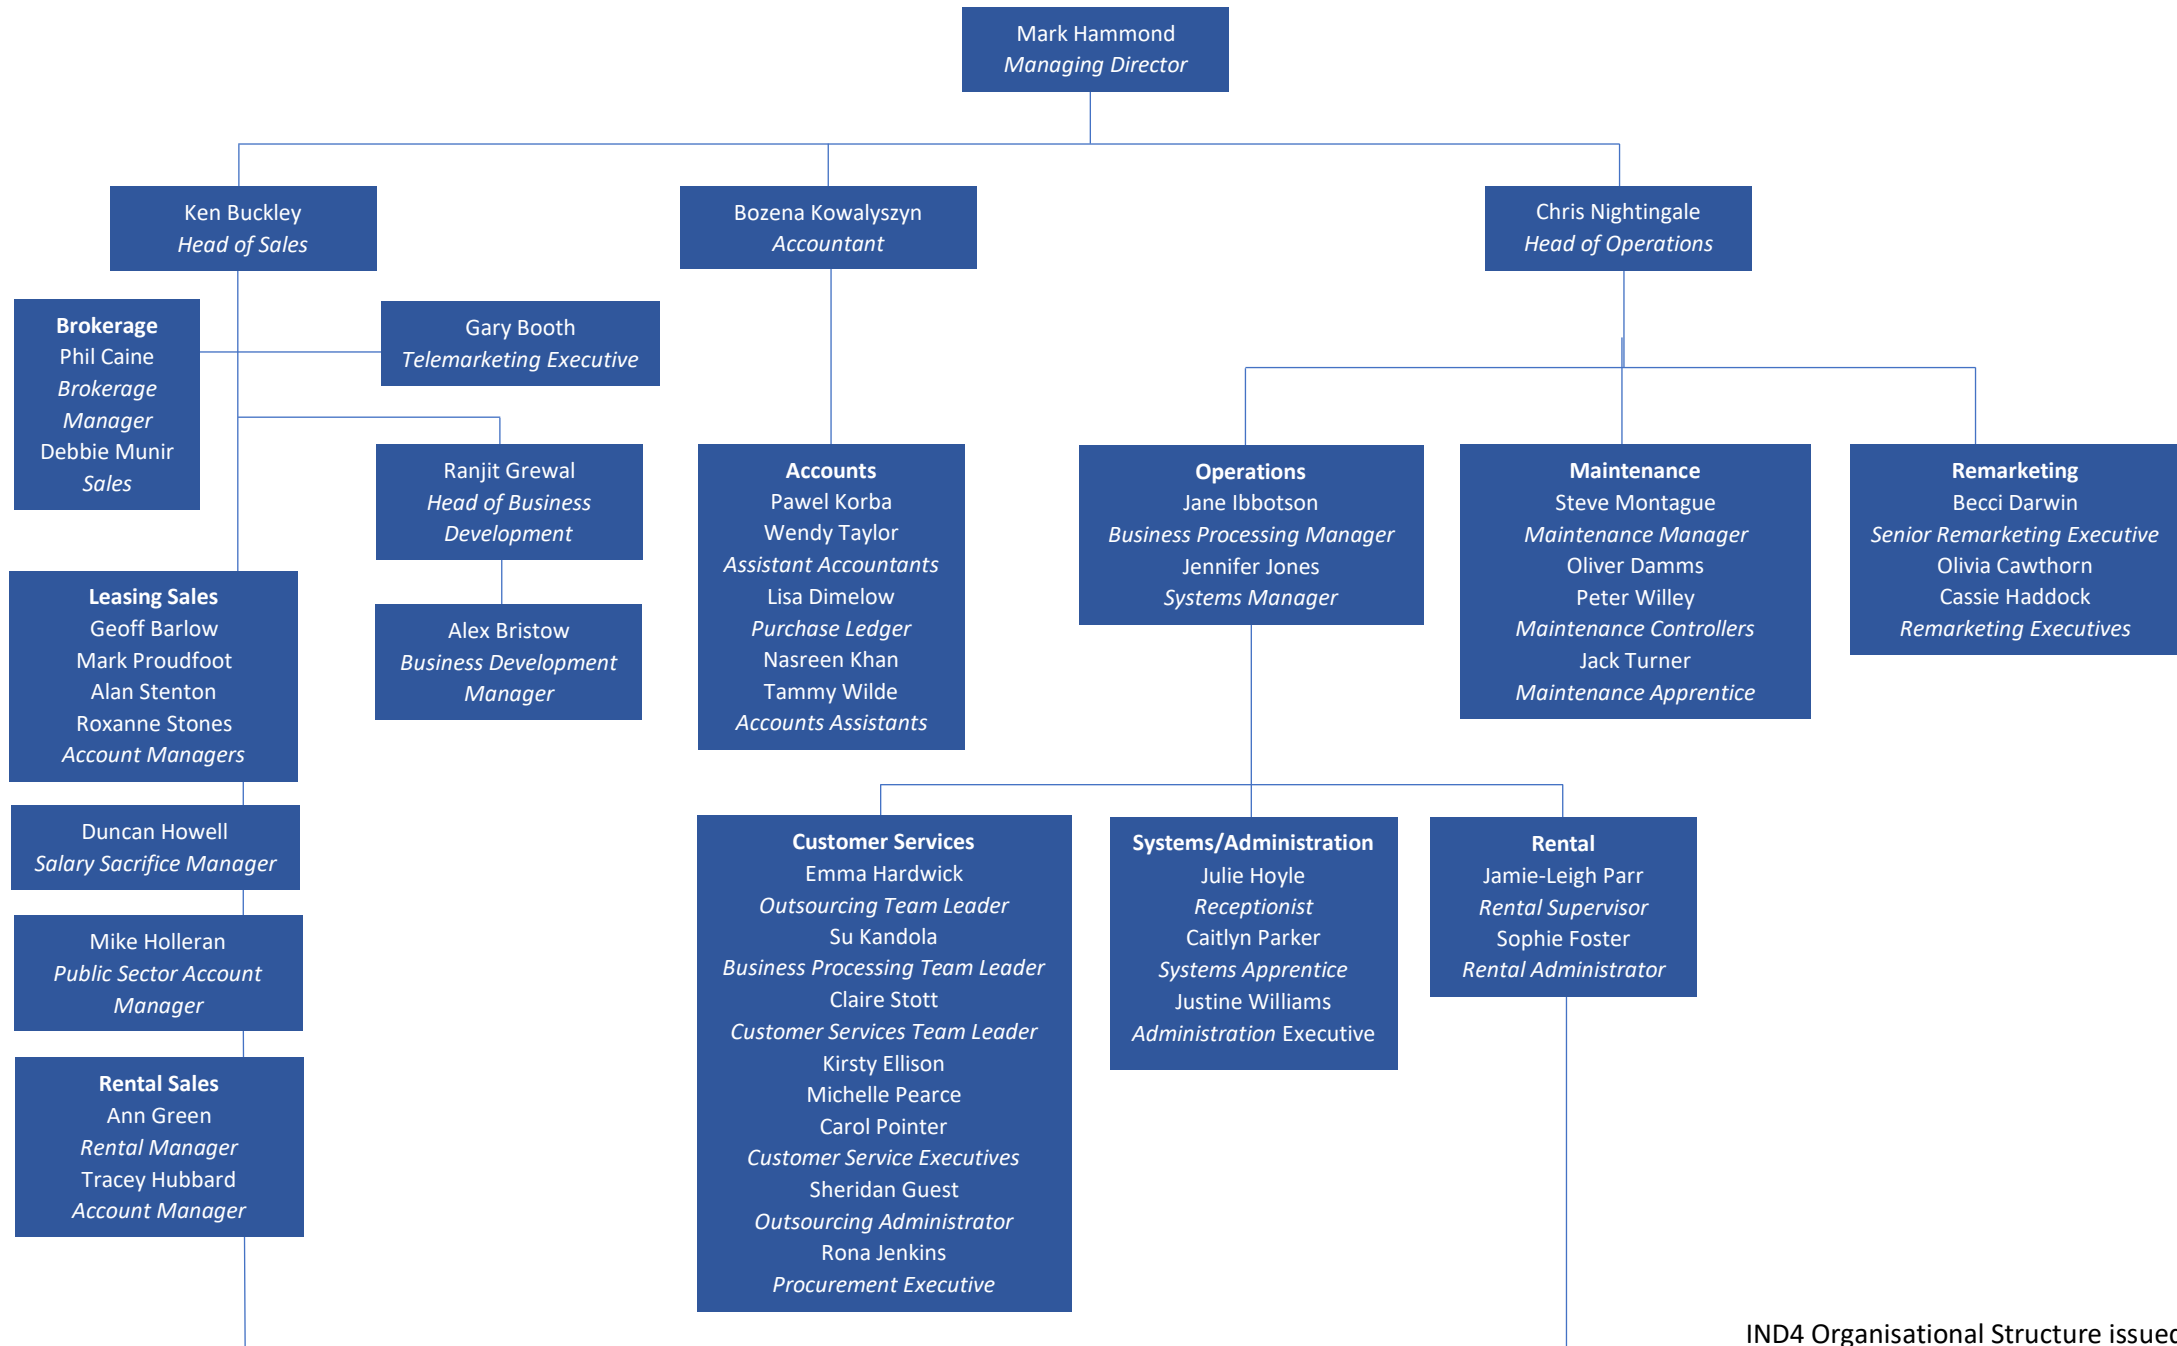 Mark Hammond
Managing Director
Ken Buckley
Head of Sales
Bozena Kowalyszyn
Accountant
Chris Nightingale
Head of Operations
Brokerage
Phil Caine
Brokerage
Manager
Debbie Munir
Sales
Gary Booth
Telemarketing Executive
Ranjit Grewal
Head of Business
Development
Alex Bristow
Business Development
Manager
Leasing Sales
Geoff Barlow
Mark Proudfoot
Alan Stenton
Roxanne Stones
Account Managers
Duncan Howell
Salary Sacrifice Manager
Mike Holleran
Public Sector Account
Manager
Rental Sales
Ann Green
Rental Manager
Tracey Hubbard
Account Manager
Accounts
Pawel Korba
Wendy Taylor
Assistant Accountants
Lisa Dimelow
Purchase Ledger
Nasreen Khan
Tammy Wilde
Accounts Assistants
Operations
Jane Ibbotson
Business Processing Manager
Jennifer Jones
Systems Manager
Maintenance
Steve Montague
Maintenance Manager
Oliver Damms
Peter Willey
Maintenance Controllers
Jack Turner
Maintenance Apprentice
Remarketing
Becci Darwin
Senior Remarketing Executive
Olivia Cawthorn
Cassie Haddock
Remarketing Executives
Customer Services
Emma Hardwick
Outsourcing Team Leader
Su Kandola
Business Processing Team Leader
Claire Stott
Customer Services Team Leader
Kirsty Ellison
Michelle Pearce
Carol Pointer
Customer Service Executives
Sheridan Guest
Outsourcing Administrator
Rona Jenkins
Procurement Executive
Systems/Administration
Julie Hoyle
Receptionist
Caitlyn Parker
Systems Apprentice
Justine Williams
Administration Executive
Rental
Jamie-Leigh Parr
Rental Supervisor
Sophie Foster
Rental Administrator
IND4 Organisational Structure issued